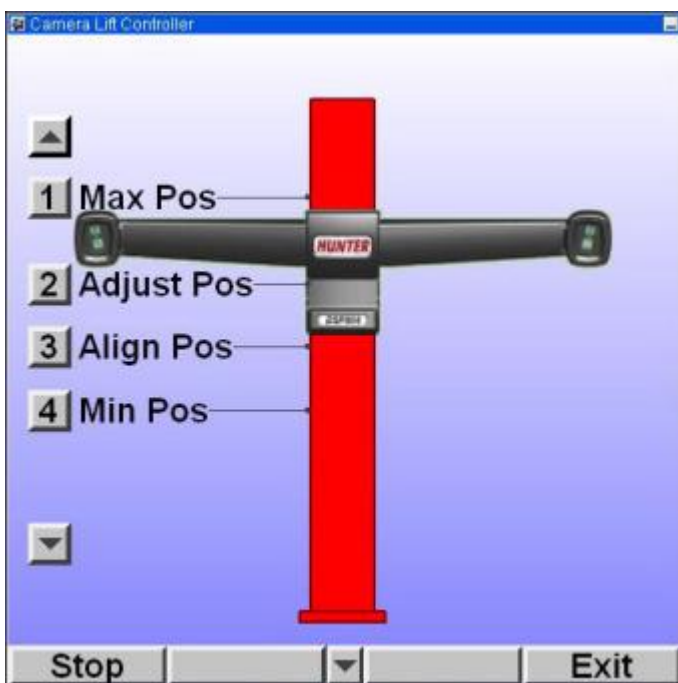 Camera Lift Controller
1 Max Pos
HUNTER
2 Adjust Pos
3 Align Pos
4 Min Pos
Stop
Exit